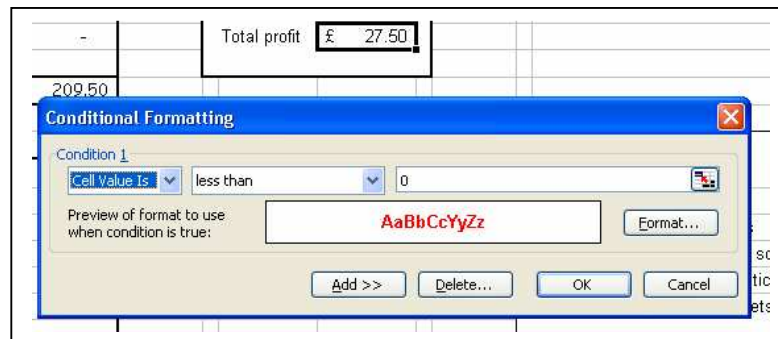 -
Total profit £ 27.50
209.50
Conditional Formatting
Condition 1
Cell Value Is less than 0
Preview of format to use
when condition is true:
AaBbCcYyZz
Format...
Add >> Delete... OK Cancel